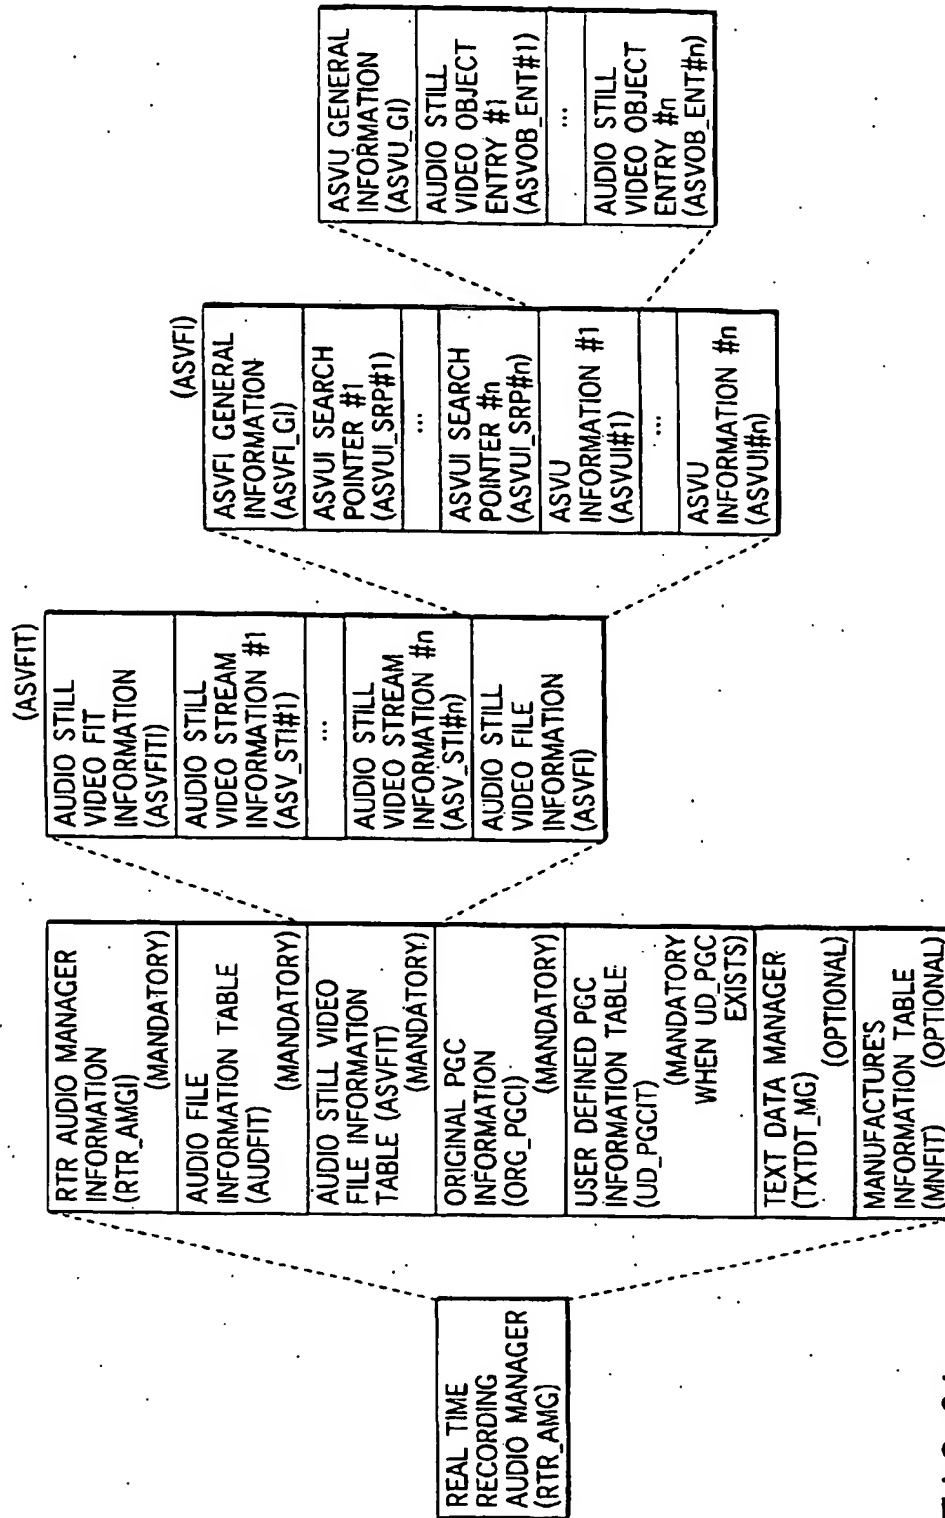 REAL TIME
RECORDING
AUDIO MANAGER
(RTR_AMG)
RTR AUDIO MANAGER
INFORMATION
(RTR_AMGI)
(MANDATORY)
AUDIO FILE
INFORMATION TABLE
(AUDFIT)
(MANDATORY)
AUDIO STILL VIDEO
FILE INFORMATION
TABLE (ASVFIT)
(MANDATORY)
ORIGINAL PGC
INFORMATION
(ORG_PGCI)
(MANDATORY)
USER DEFINED PGC
INFORMATION TABLE
(UD_PGCIT)
(MANDATORY
WHEN UD_PGC
EXISTS)
TEXT DATA MANAGER
(TXTDT_MG)
(OPTIONAL)
MANUFACTURES
INFORMATION TABLE
(MNFIT) (OPTIONAL)
(ASVFIT)
AUDIO STILL
VIDEO FIT
INFORMATION
(ASVFITI)
AUDIO STILL
VIDEO STREAM
INFORMATION #1
(ASV_STI#1)
...
AUDIO STILL
VIDEO STREAM
INFORMATION #n
(ASV_STI#n)
AUDIO STILL
VIDEO FILE
INFORMATION
(ASVFI)
(ASVFI)
ASVFI GENERAL
INFORMATION
(ASVFI_GI)
ASVUI SEARCH
POINTER #1
(ASVUI_SRP#1)
...
ASVUI SEARCH
POINTER #n
(ASVUI_SRP#n)
ASVU
INFORMATION #1
(ASVUI#1)
...
ASVU
INFORMATION #n
(ASVUI#n)
ASVU GENERAL
INFORMATION
(ASVU_GI)
AUDIO STILL
VIDEO OBJECT
ENTRY #1
(ASVOB_ENT#1)
...
AUDIO STILL
VIDEO OBJECT
ENTRY #n
(ASVOB_ENT#n)